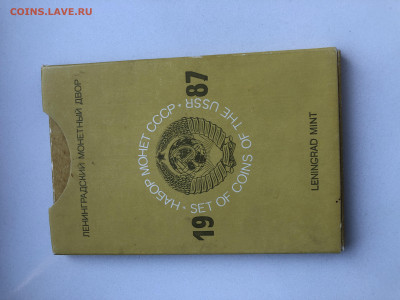 COINS.LAVE.RU
ЛЕНИНГРАДСКИЙ МОНЕТНЫЙ ДВОР
НАБОР МОНЕТ СССР • SET OF COINS OF THE USSR •
19 87
LENINGRAD MINT